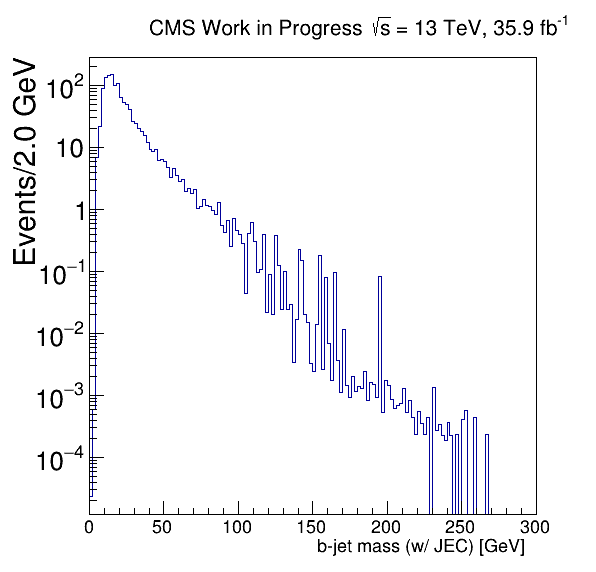 CMS Work in Progress √s = 13 TeV, 35.9 fb⁻¹
Events/2.0 GeV
10²
10
1
10⁻¹
10⁻²
10⁻³
10⁻⁴
0 50 100 150 200 250 300
b-jet mass (w/ JEC) [GeV]